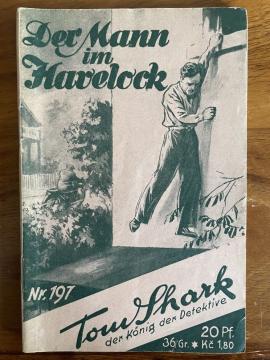 Der Mann
im
Havelock
Nr. 197
Tom Shark
der König der Detektive
20 Pf.
36 Gr. * Kč 1,80